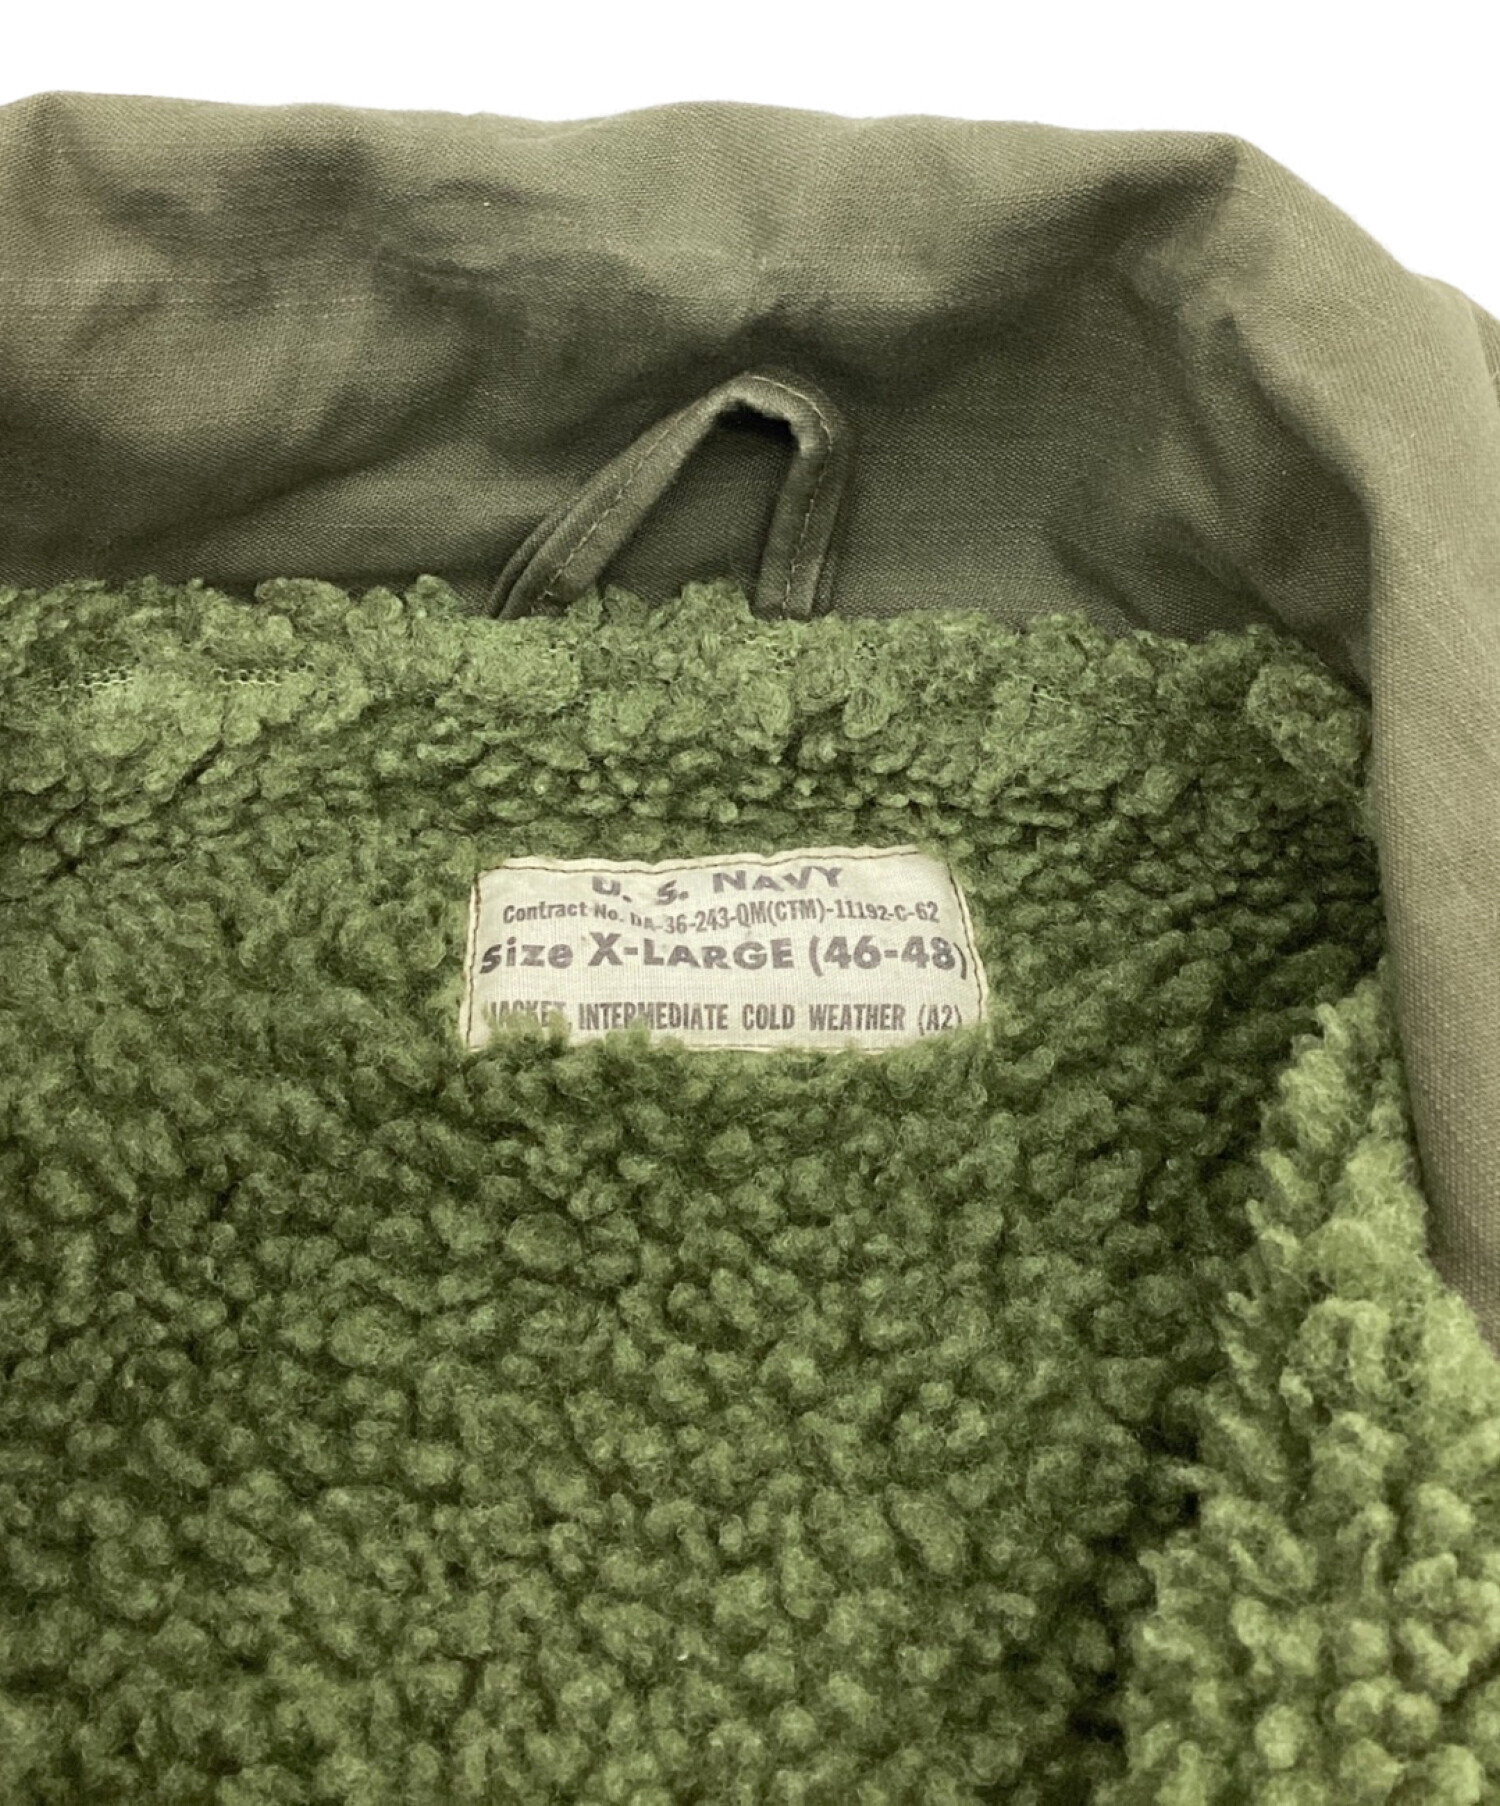 U. S. NAVY
Contract No. DA-36-243-QM(CTM)-11192-C-62
Size X-LARGE (46-48)
JACKET, INTERMEDIATE COLD WEATHER (A2)